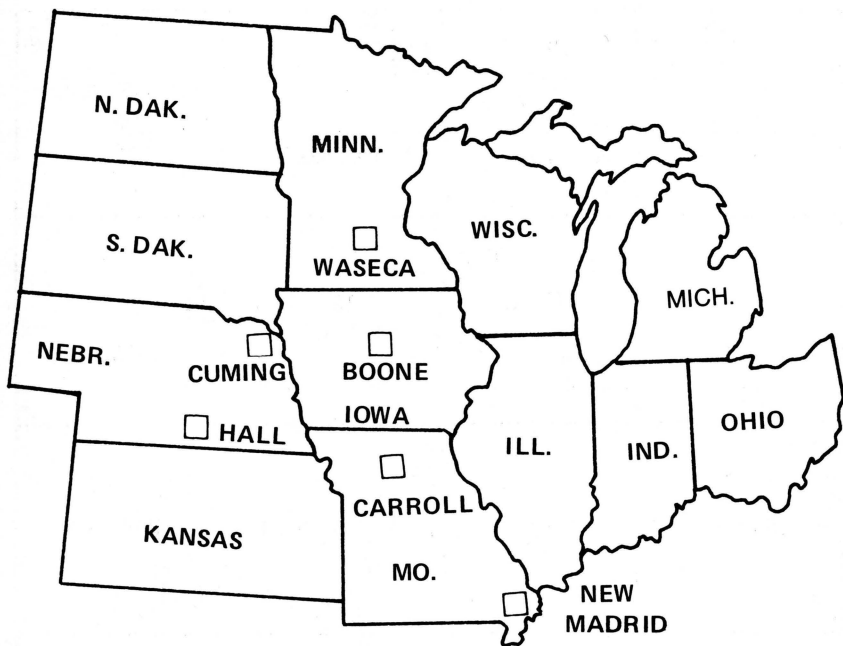 N. DAK.
MINN.
S. DAK.
WISC.
WASECA
MICH.
NEBR.
CUMING
BOONE
IOWA
HALL
OHIO
ILL.
IND.
CARROLL
KANSAS
MO.
NEW
MADRID